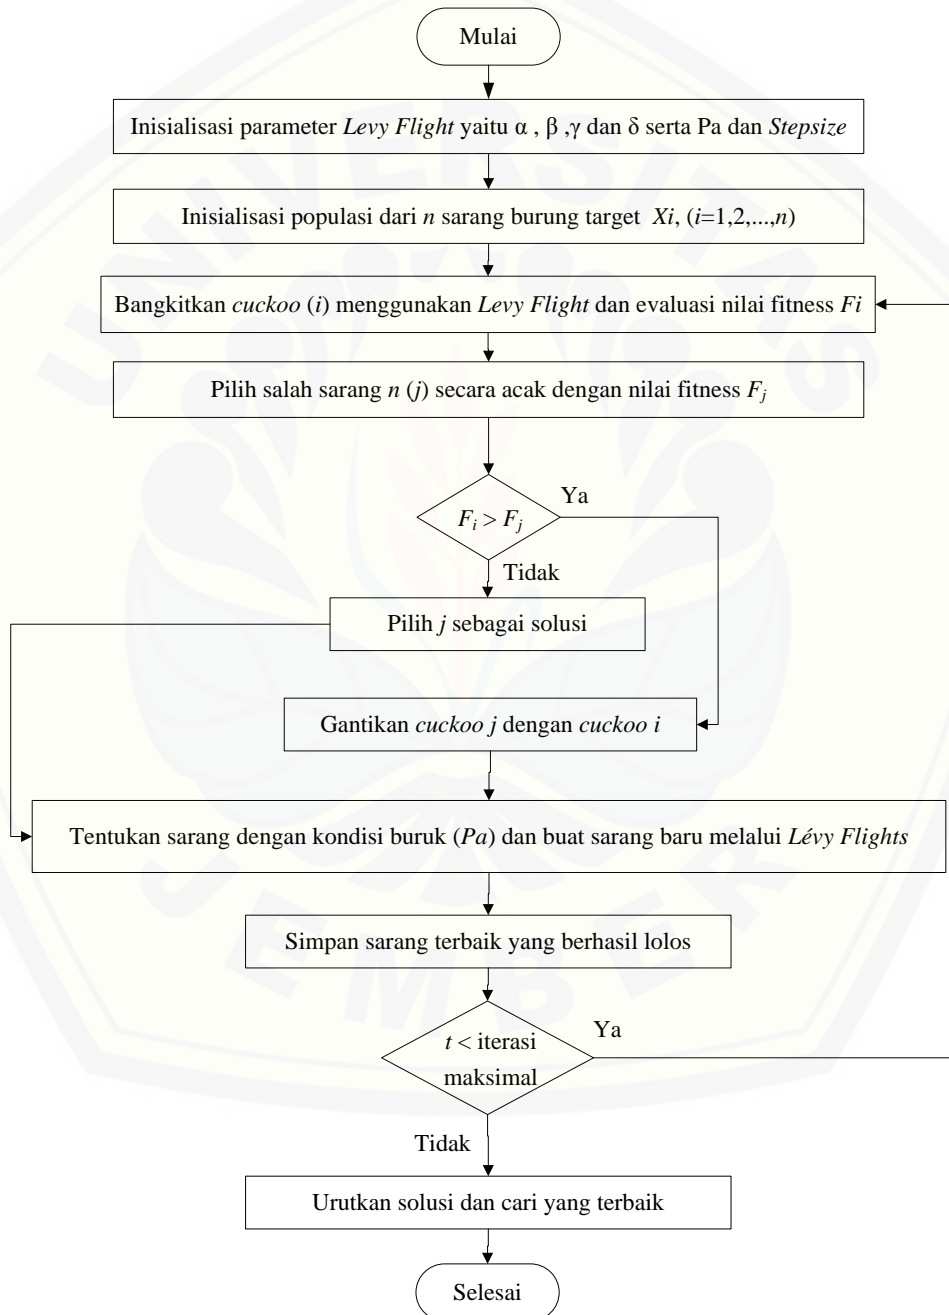 Mulai
Inisialisasi parameter Levy Flight yaitu α , β ,γ dan δ serta Pa dan Stepsize
Inisialisasi populasi dari n sarang burung target Xi, (i=1,2,...,n)
Bangkitkan cuckoo (i) menggunakan Levy Flight dan evaluasi nilai fitness Fi
Pilih salah sarang n (j) secara acak dengan nilai fitness Fj
Ya
Fi > Fj
Tidak
Pilih j sebagai solusi
Gantikan cuckoo j dengan cuckoo i
Tentukan sarang dengan kondisi buruk (Pa) dan buat sarang baru melalui Lévy Flights
Simpan sarang terbaik yang berhasil lolos
Ya
t < iterasi
maksimal
Tidak
Urutkan solusi dan cari yang terbaik
Selesai
UNIVERSITAS
JEMBER